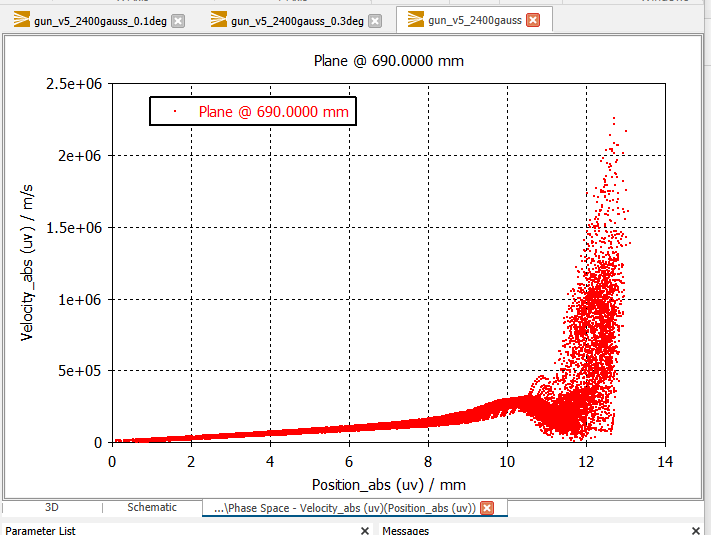 gun_v5_2400gauss_0.1deg gun_v5_2400gauss_0.3deg gun_v5_2400gauss
Plane @ 690.0000 mm
2.5e+06
Plane @ 690.0000 mm
2e+06
1.5e+06
1e+06
5e+05
0
Velocity_abs (uv) / m/s
0 2 4 6 8 10 12 14
Position_abs (uv) / mm
3D Schematic ...\Phase Space - Velocity_abs (uv)(Position_abs (uv))
Parameter List Messages